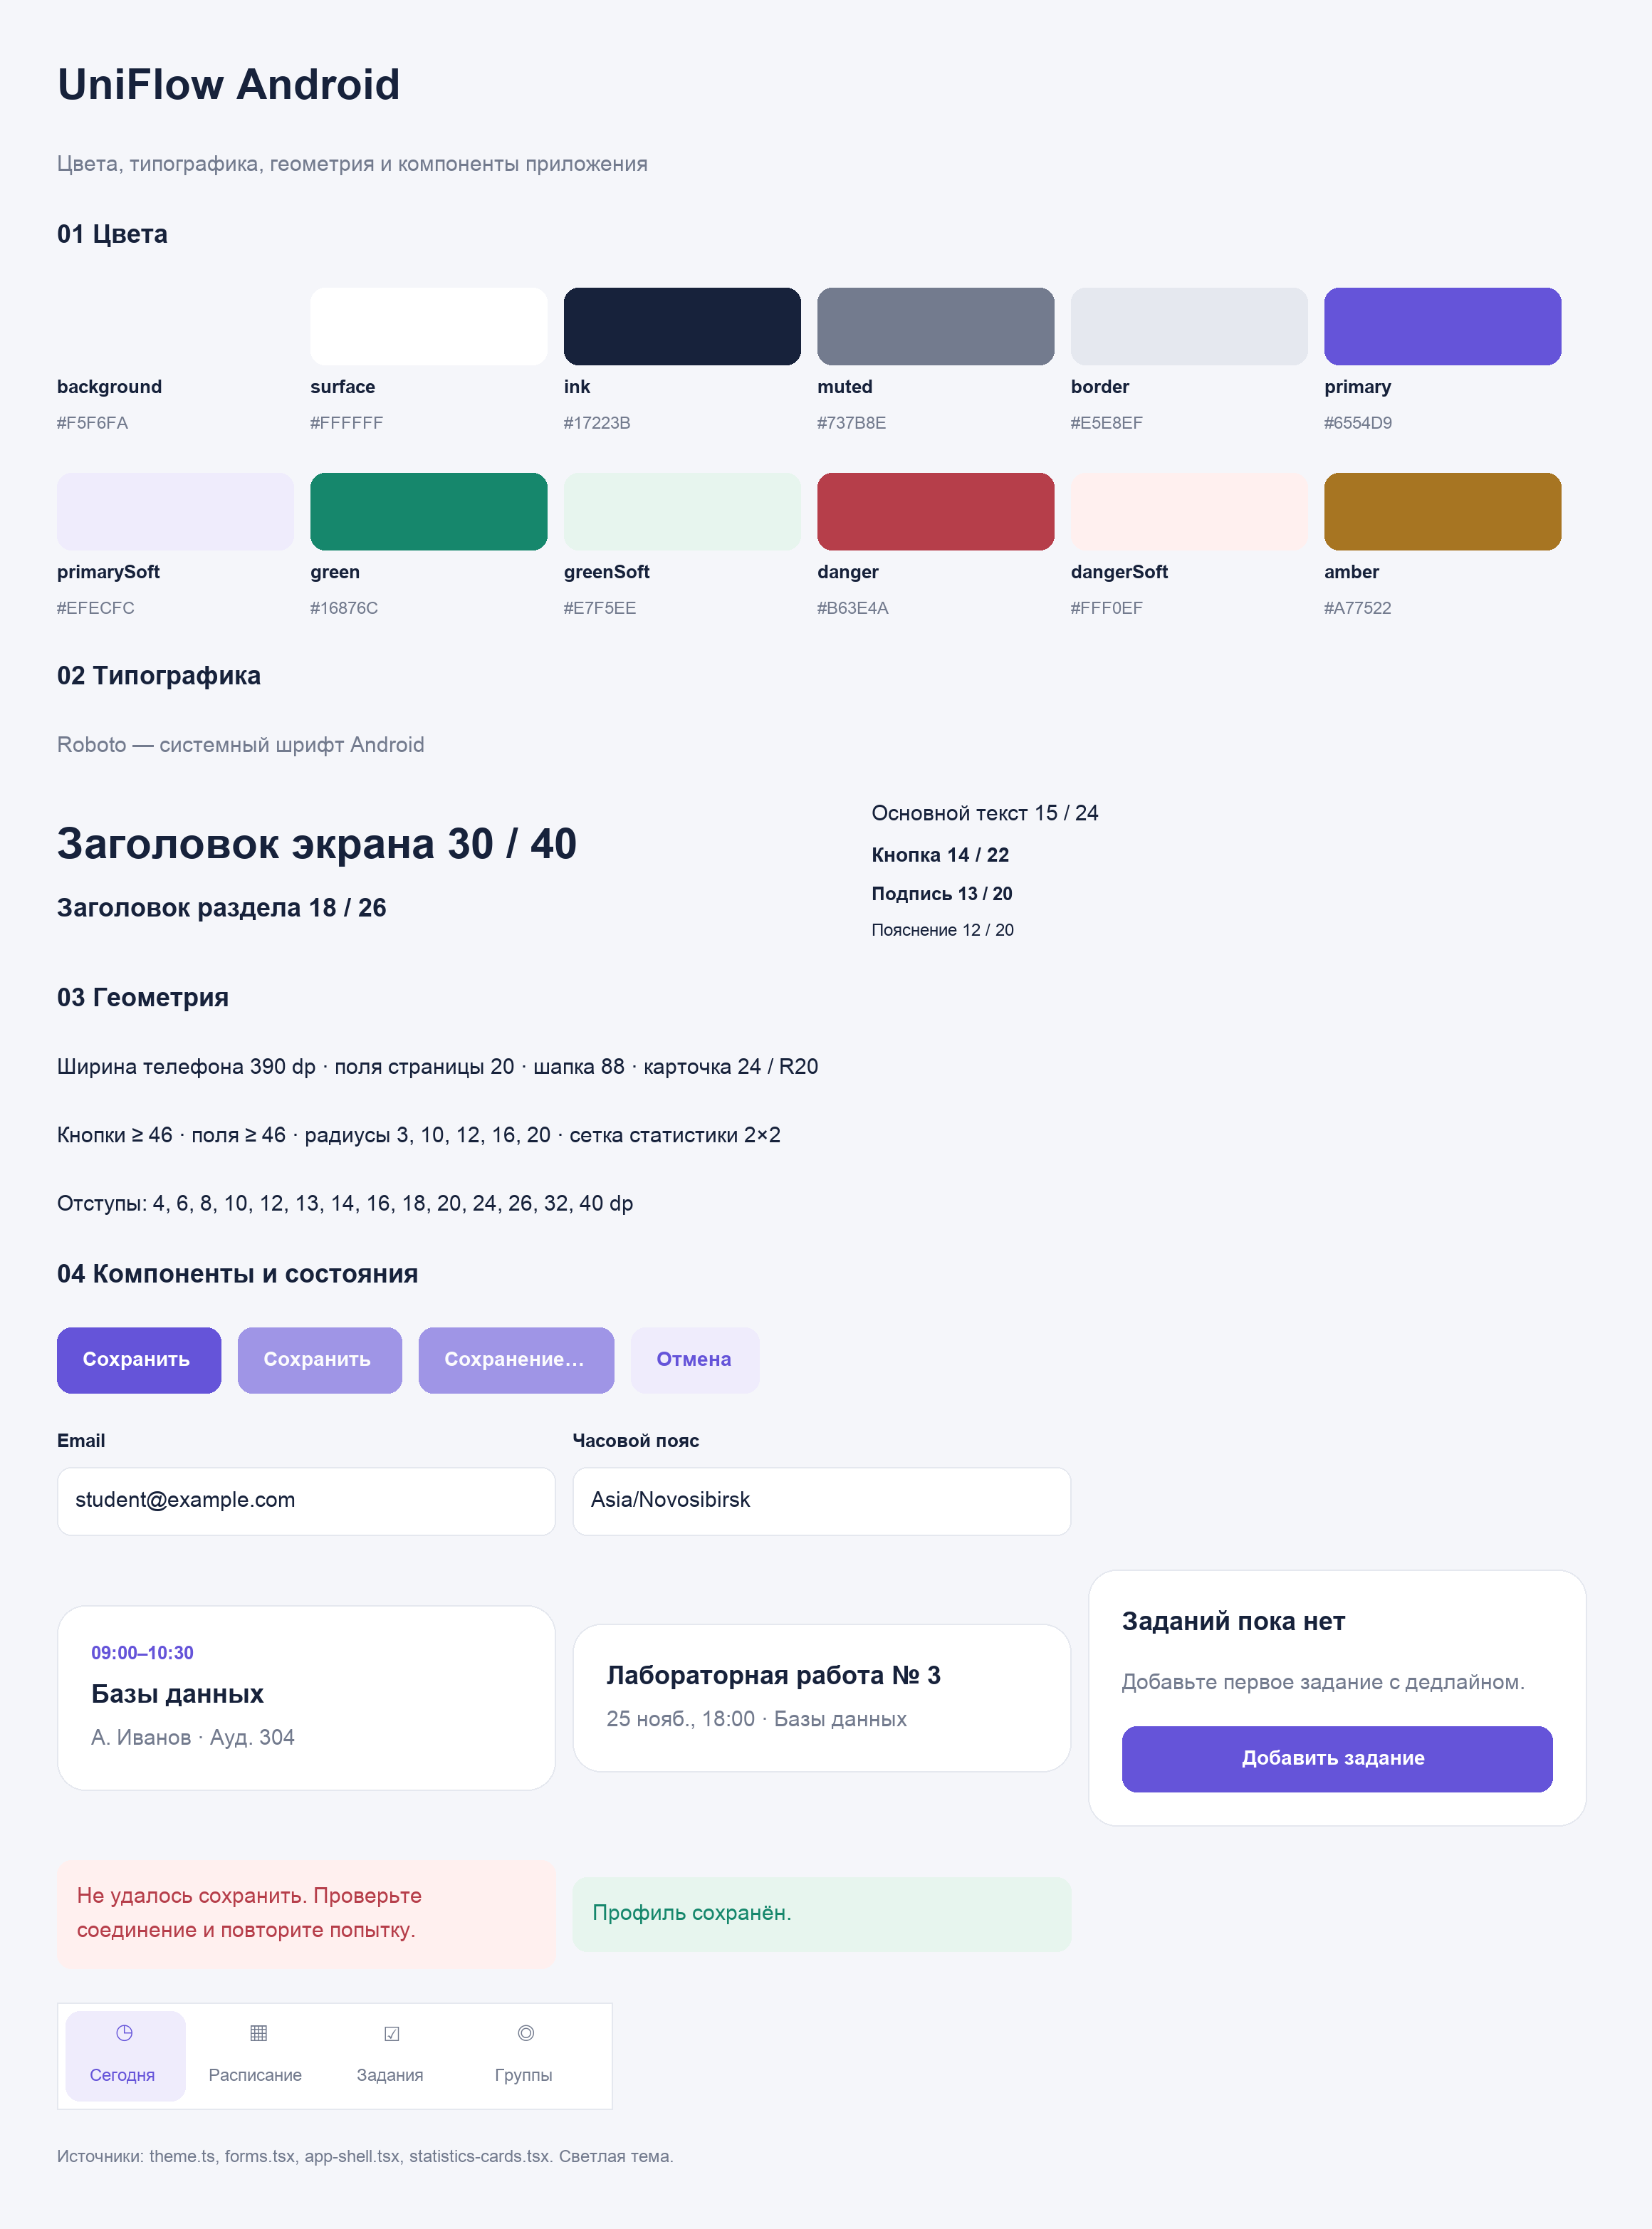 UniFlow Android
Цвета, типографика, геометрия и компоненты приложения
01 Цвета
background
surface
ink
muted
border
primary
#F5F6FA
#FFFFFF
#17223B
#737B8E
#E5E8EF
#6554D9
primarySoft
green
greenSoft
danger
dangerSoft
amber
#EFECFC
#16876C
#E7F5EE
#B63E4A
#FFF0EF
#A77522
02 Типографика
Roboto — системный шрифт Android
Заголовок экрана 30 / 40
Заголовок раздела 18 / 26
Основной текст 15 / 24
Кнопка 14 / 22
Подпись 13 / 20
Пояснение 12 / 20
03 Геометрия
Ширина телефона 390 dp · поля страницы 20 · шапка 88 · карточка 24 / R20
Кнопки ≥ 46 · поля ≥ 46 · радиусы 3, 10, 12, 16, 20 · сетка статистики 2×2
Отступы: 4, 6, 8, 10, 12, 13, 14, 16, 18, 20, 24, 26, 32, 40 dp
04 Компоненты и состояния
Сохранить
Сохранить
Сохранение...
Отмена
Email
Часовой пояс
student@example.com
Asia/Novosibirsk
09:00–10:30
Базы данных
А. Иванов · Ауд. 304
Лабораторная работа № 3
25 нояб., 18:00 · Базы данных
Заданий пока нет
Добавьте первое задание с дедлайном.
Добавить задание
Не удалось сохранить. Проверьте
соединение и повторите попытку.
Профиль сохранён.
Сегодня
Расписание
Задания
Группы
Источники: theme.ts, forms.tsx, app-shell.tsx, statistics-cards.tsx. Светлая тема.